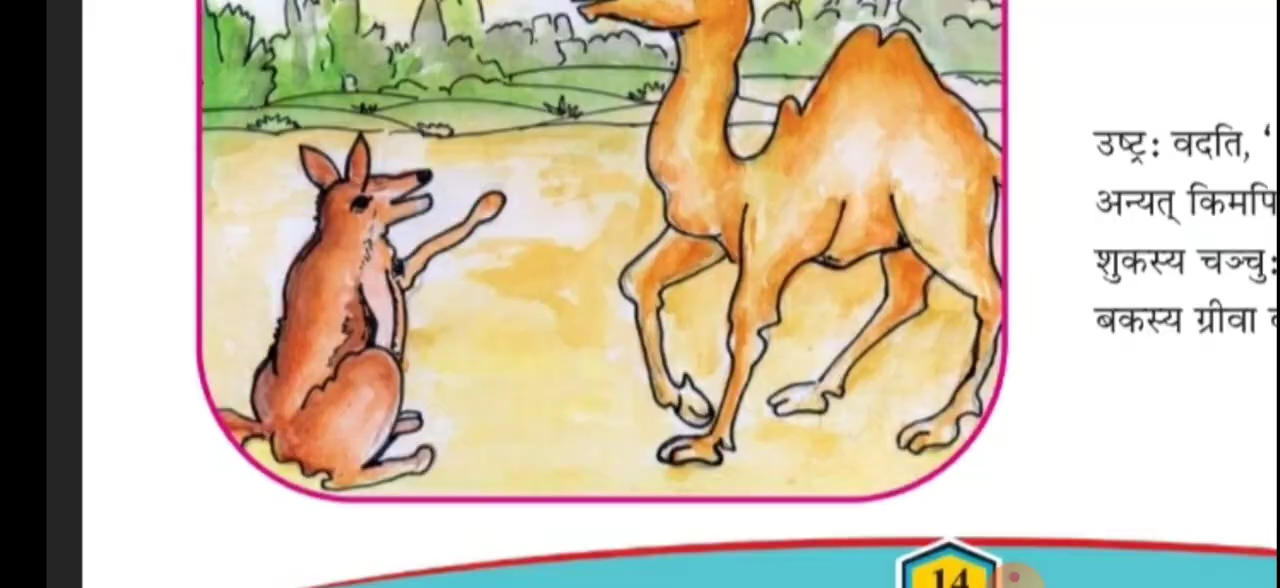 उष्ट्र: वदति, ‘
अन्यत् किमपि
शुकस्य चञ्चु:
बकस्य ग्रीवा
14